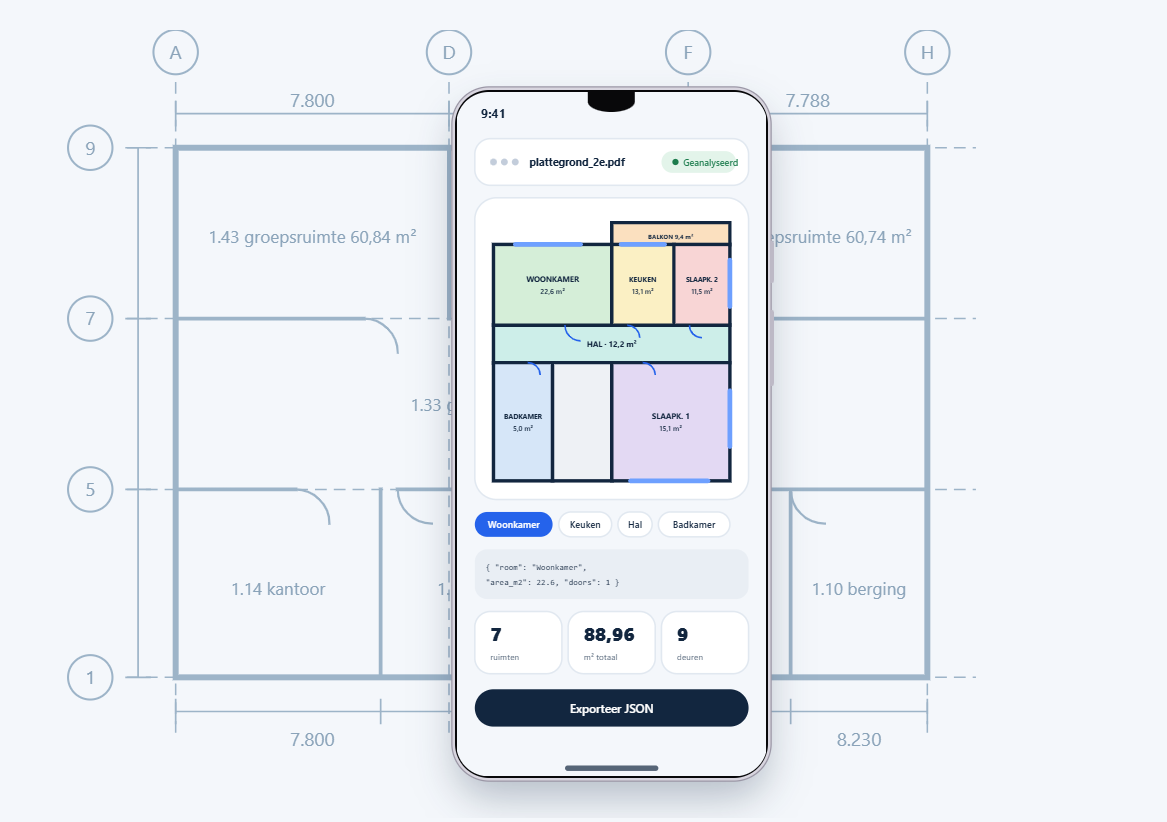 A
D
F
H
7.800
7.788
9
7
5
1
1.43 groepsruimte 60,84 m²
psruimte 60,74 m²
1.33
1.14 kantoor
1.10 berging
7.800
8.230
9:41
plattegrond_2e.pdf
Geanalyseerd
BALKON 9,4 m²
WOONKAMER
22,6 m²
KEUKEN
13,1 m²
SLAAPK. 2
11,5 m²
HAL · 12,2 m²
BADKAMER
5,0 m²
SLAAPK. 1
15,1 m²
Woonkamer
Keuken
Hal
Badkamer
{ "room": "Woonkamer",
"area_m2": 22.6, "doors": 1 }
7
ruimten
88,96
m² totaal
9
deuren
Exporteer JSON